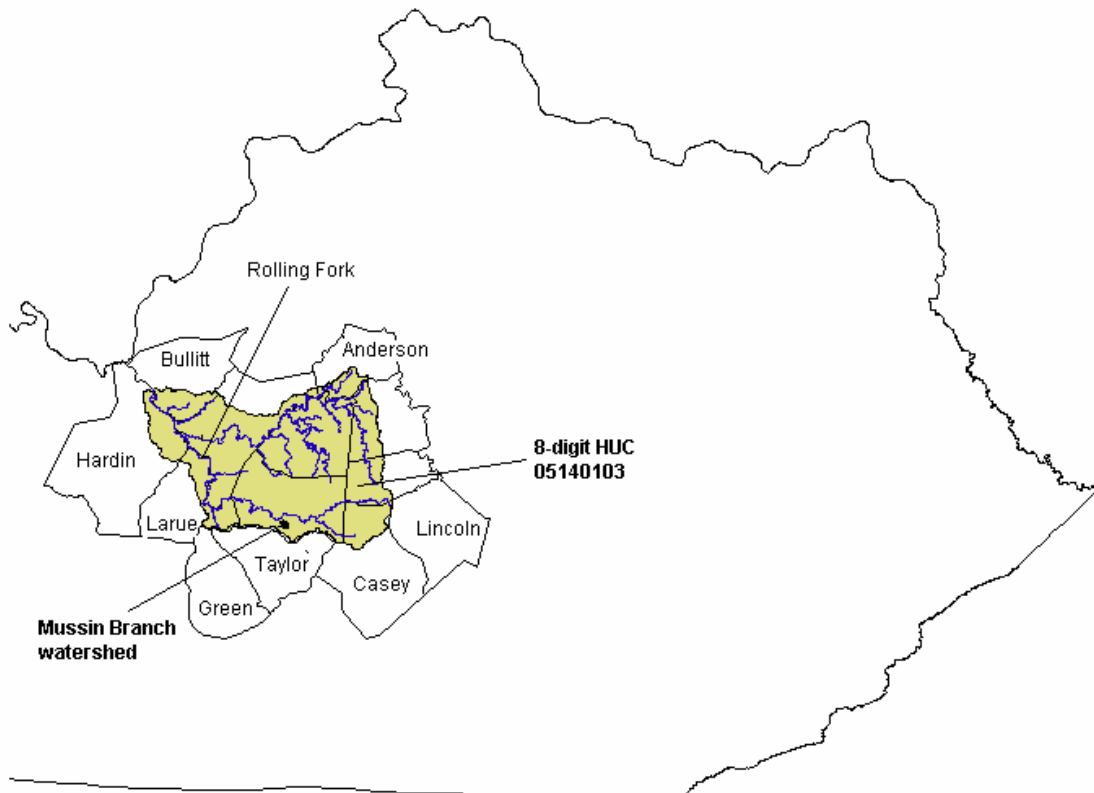 Rolling Fork
Bullitt
Anderson
Hardin
8-digit HUC
05140103
Larue
Lincoln
Taylor
Casey
Green
Mussin Branch
watershed